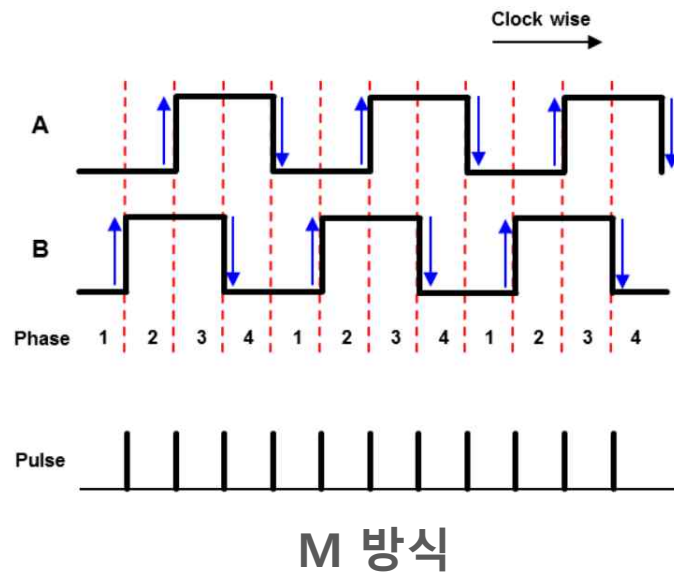 Clock wise
A
B
Phase 1 2 3 4 1 2 3 4 1 2 3 4
Pulse
M 방식